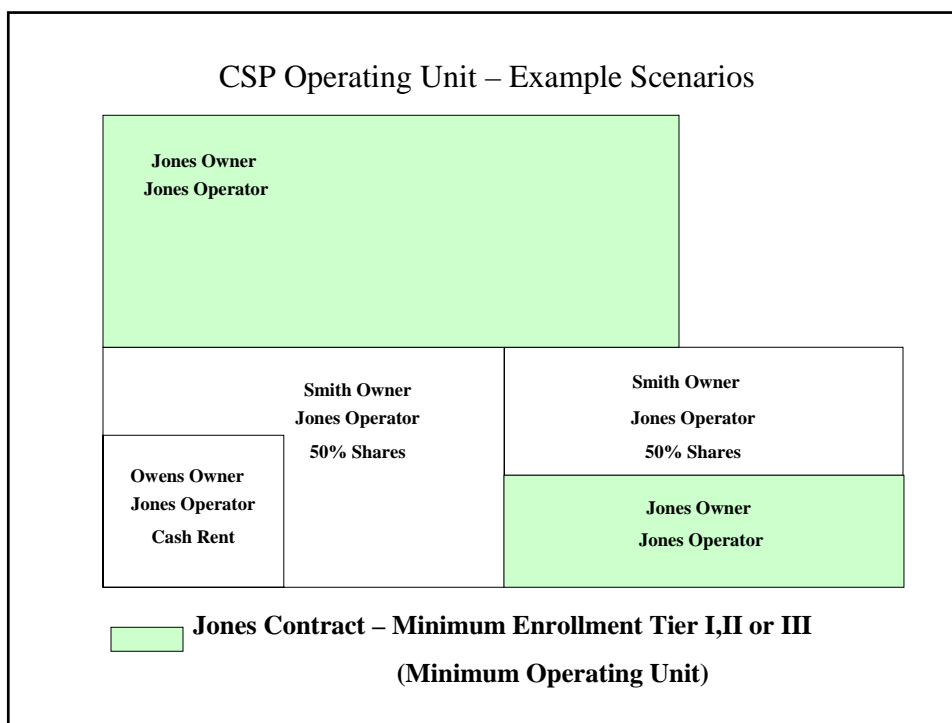 CSP Operating Unit – Example Scenarios
Jones Owner
Jones Operator
Smith Owner
Jones Operator
50% Shares
Smith Owner
Jones Operator
50% Shares
Owens Owner
Jones Operator
Cash Rent
Jones Owner
Jones Operator
Jones Contract – Minimum Enrollment Tier I,II or III
(Minimum Operating Unit)